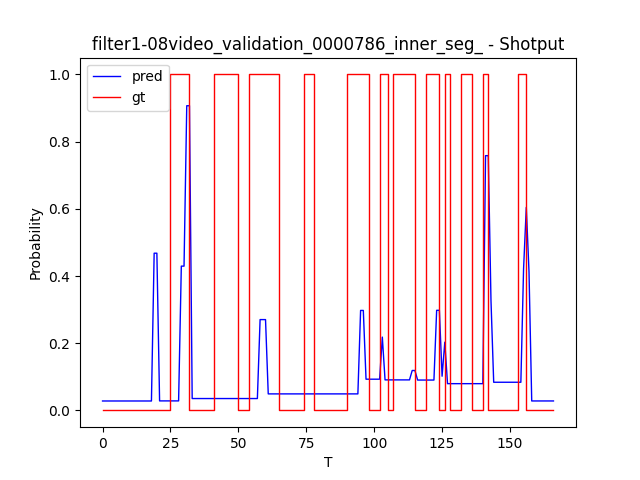 filter1-08video_validation_0000786_inner_seg_ - Shotput
pred
gt
1.0
0.8
0.6
0.4
0.2
0.0
Probability
0 25 50 75 100 125 150
T